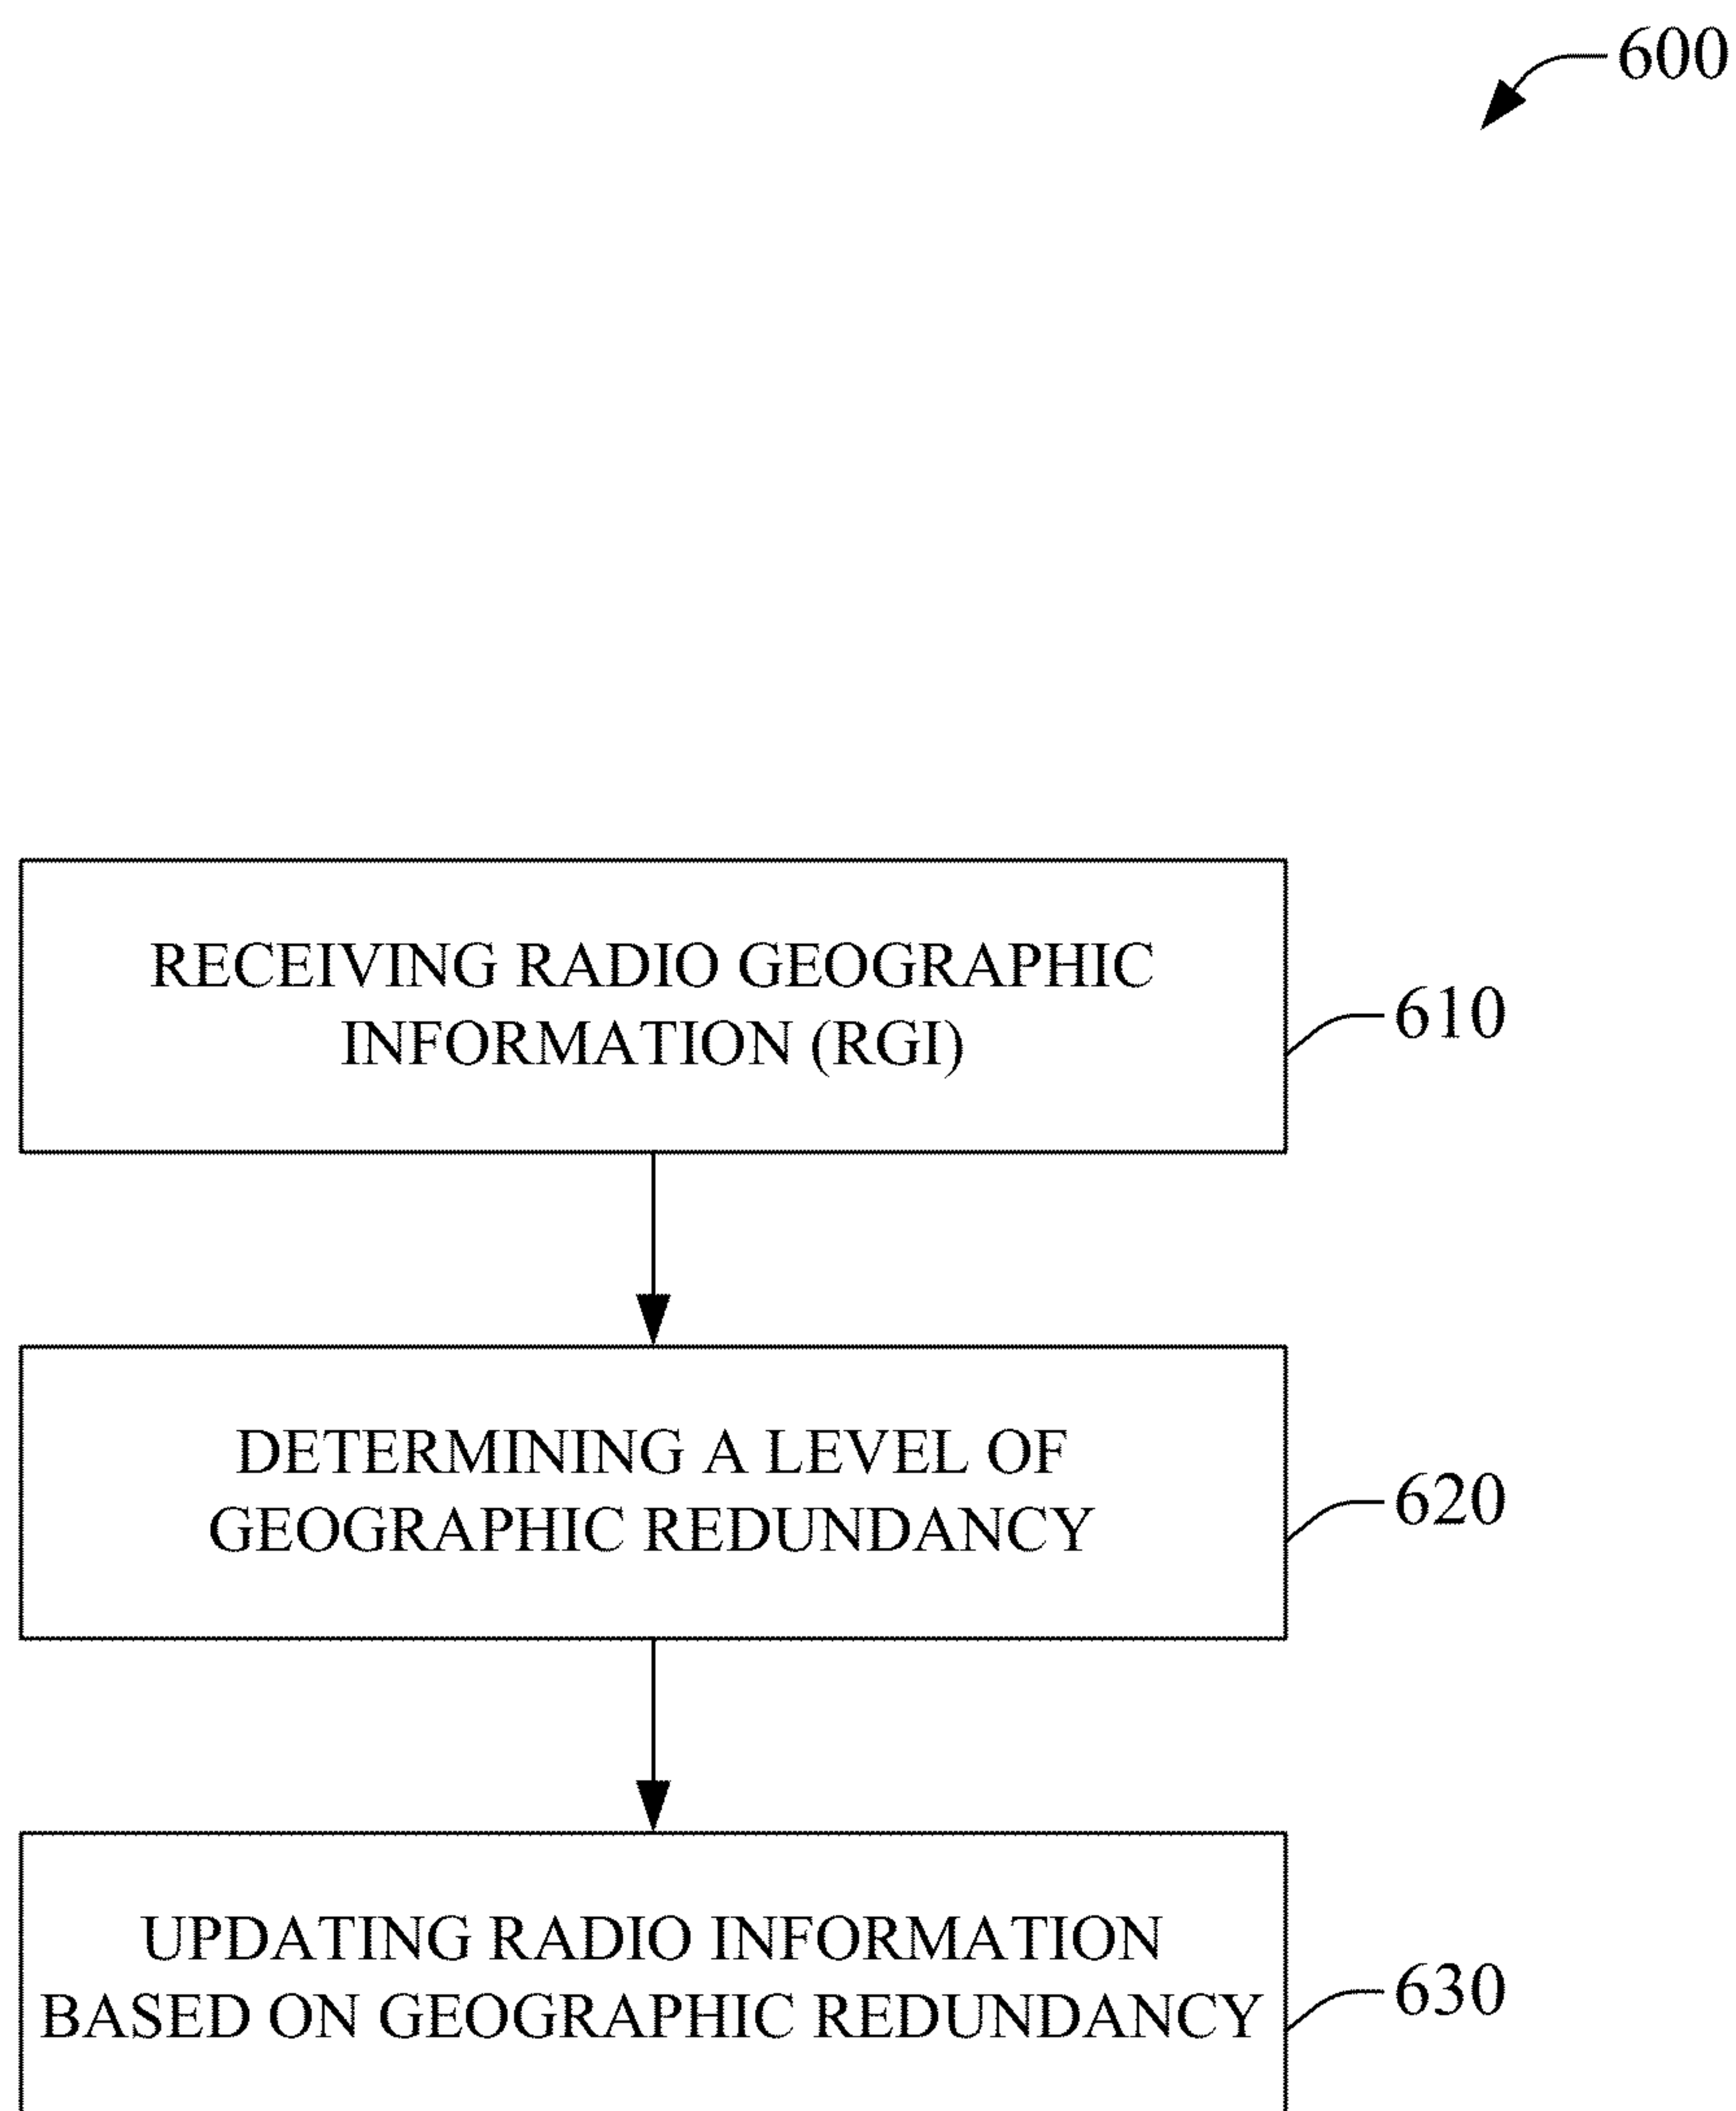 600
RECEIVING RADIO GEOGRAPHIC
INFORMATION (RGI)
610
DETERMINING A LEVEL OF
GEOGRAPHIC REDUNDANCY
620
UPDATING RADIO INFORMATION
BASED ON GEOGRAPHIC REDUNDANCY
630